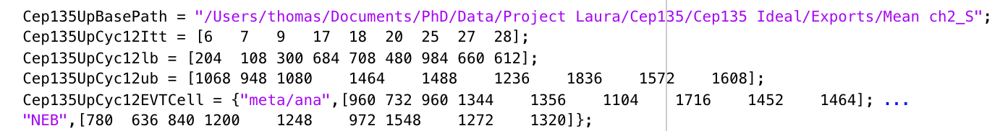 Cep135UpBasePath = "/Users/thomas/Documents/PhD/Data/Project Laura/Cep135/Cep135 Ideal/Exports/Mean ch2_S";
Cep135UpCyc12Itt = [6 7 9 17 18 20 25 27 28];
Cep135UpCyc12lb = [204 108 300 684 708 480 984 660 612];
Cep135UpCyc12ub = [1068 948 1080 1464 1488 1236 1836 1572 1608];
Cep135UpCyc12EVTCell = {"meta/ana",[960 732 960 1344 1356 1104 1716 1452 1464]; ...
"NEB",[780 636 840 1200 1248 972 1548 1272 1320]};